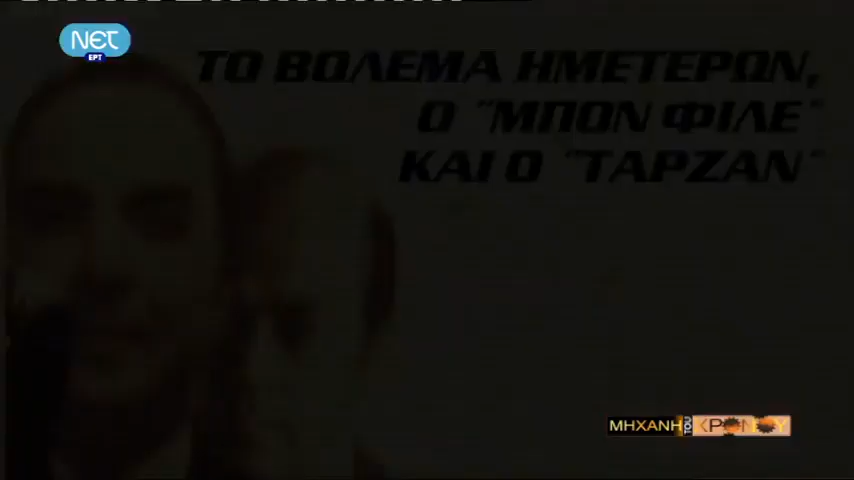 NET
ΕΡΤ
ΤΟ ΒΟΛΕΜΑ ΗΜΕΤΕΡΩΝ,
Ο "ΜΠΟΝ ΦΙΛΕ"
ΚΑΙ Ο "ΤΑΡΖΑΝ"
ΜΗΧΑΝΗ ΤΟΥ ΧΡΟΝΟΥ